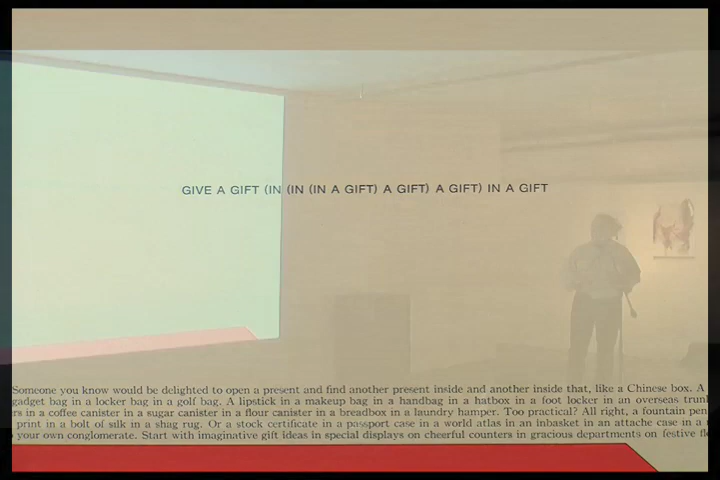 GIVE A GIFT (IN (IN (IN A GIFT) A GIFT) A GIFT) IN A GIFT
Someone you know would be delighted to open a present and find another present inside and another inside that, like a Chinese box. A
gadget bag in a locker bag in a golf bag. A lipstick in a makeup bag in a handbag in a hatbox in a foot locker in an overseas trunk
rs in a coffee canister in a sugar canister in a flour canister in a breadbox in a laundry hamper. Too practical? All right, a fountain pen
print in a bolt of silk in a shag rug. Or a stock certificate in a passport case in a world atlas in an inbasket in an attache case in a
your own conglomerate. Start with imaginative gift ideas in special displays on cheerful counters in gracious departments on festive